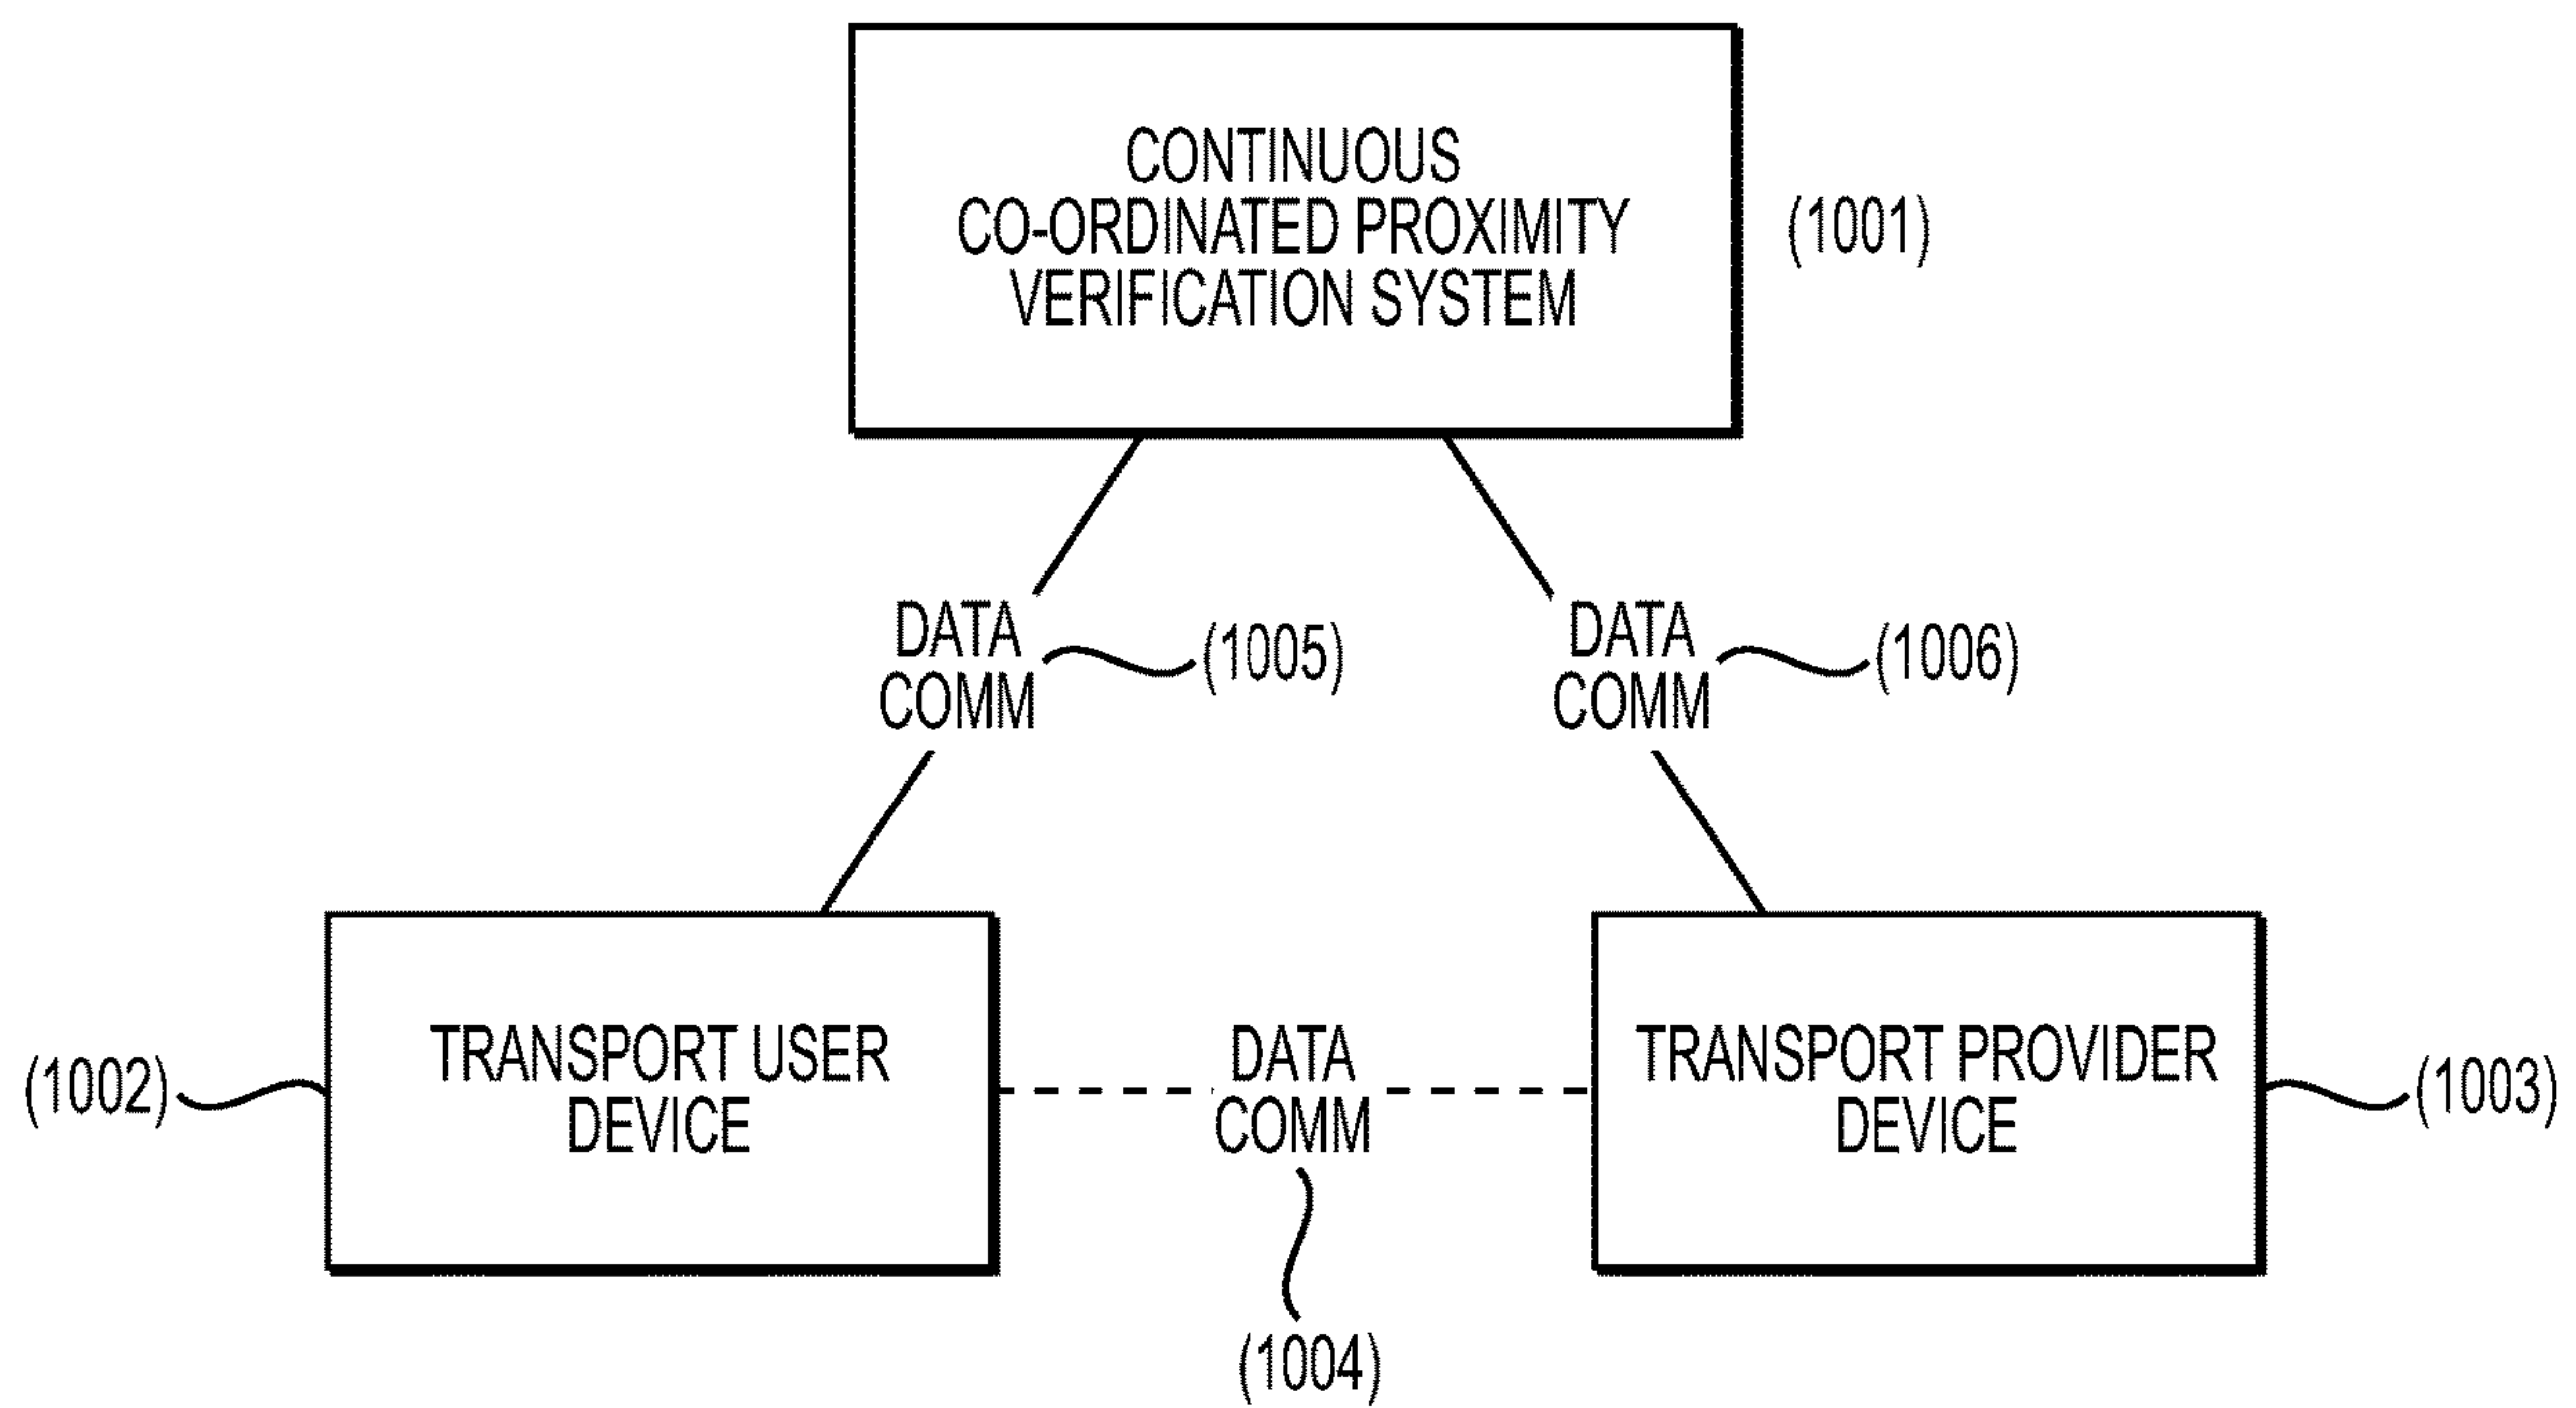 CONTINUOUS
CO-ORDINATED PROXIMITY
VERIFICATION SYSTEM
(1001)
DATA
COMM
(1005)
DATA
COMM
(1006)
(1002)
TRANSPORT USER
DEVICE
DATA
COMM
(1004)
TRANSPORT PROVIDER
DEVICE
(1003)